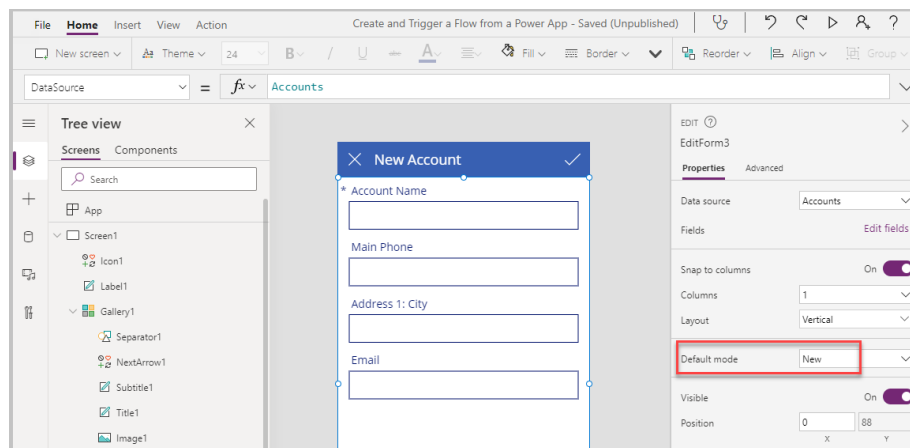 File Home Insert View Action Create and Trigger a Flow from a Power App - Saved (Unpublished) ?
New screen Theme 24 B / U abc A Fill Border Reorder Align Group
DataSource = fx Accounts
Tree view
Screens Components
Search
App
Screen1
Icon1
Label1
Gallery1
Separator1
NextArrow1
Subtitle1
Title1
Image1
New Account
* Account Name
Main Phone
Address 1: City
Email
EDIT ?
EditForm3
Properties Advanced
Data source Accounts
Fields Edit fields
Snap to columns On
Columns 1
Layout Vertical
Default mode New
Visible On
Position 0 88
X Y